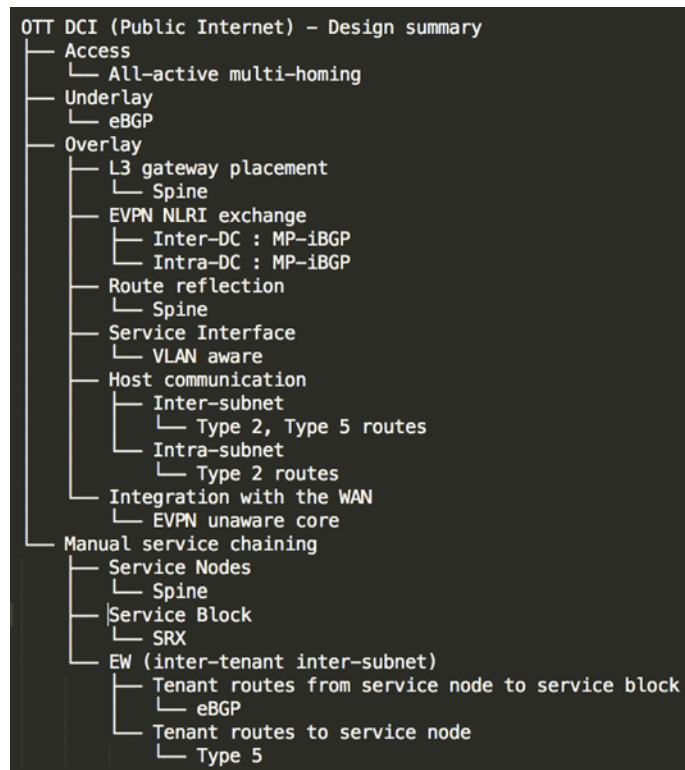 OTT DCI (Public Internet) – Design summary
├── Access
│   └── All-active multi-homing
├── Underlay
│   └── eBGP
├── Overlay
│   ├── L3 gateway placement
│   │   └── Spine
│   ├── EVPN NLRI exchange
│   │   ├── Inter-DC : MP-iBGP
│   │   └── Intra-DC : MP-iBGP
│   ├── Route reflection
│   │   └── Spine
│   ├── Service Interface
│   │   └── VLAN aware
│   ├── Host communication
│   │   ├── Inter-subnet
│   │   │   └── Type 2, Type 5 routes
│   │   └── Intra-subnet
│   │       └── Type 2 routes
│   └── Integration with the WAN
│       └── EVPN unaware core
└── Manual service chaining
    ├── Service Nodes
    │   └── Spine
    ├── Service Block
    │   └── SRX
    └── EW (inter-tenant inter-subnet)
        ├── Tenant routes from service node to service block
        │   └── eBGP
        └── Tenant routes to service node
            └── Type 5